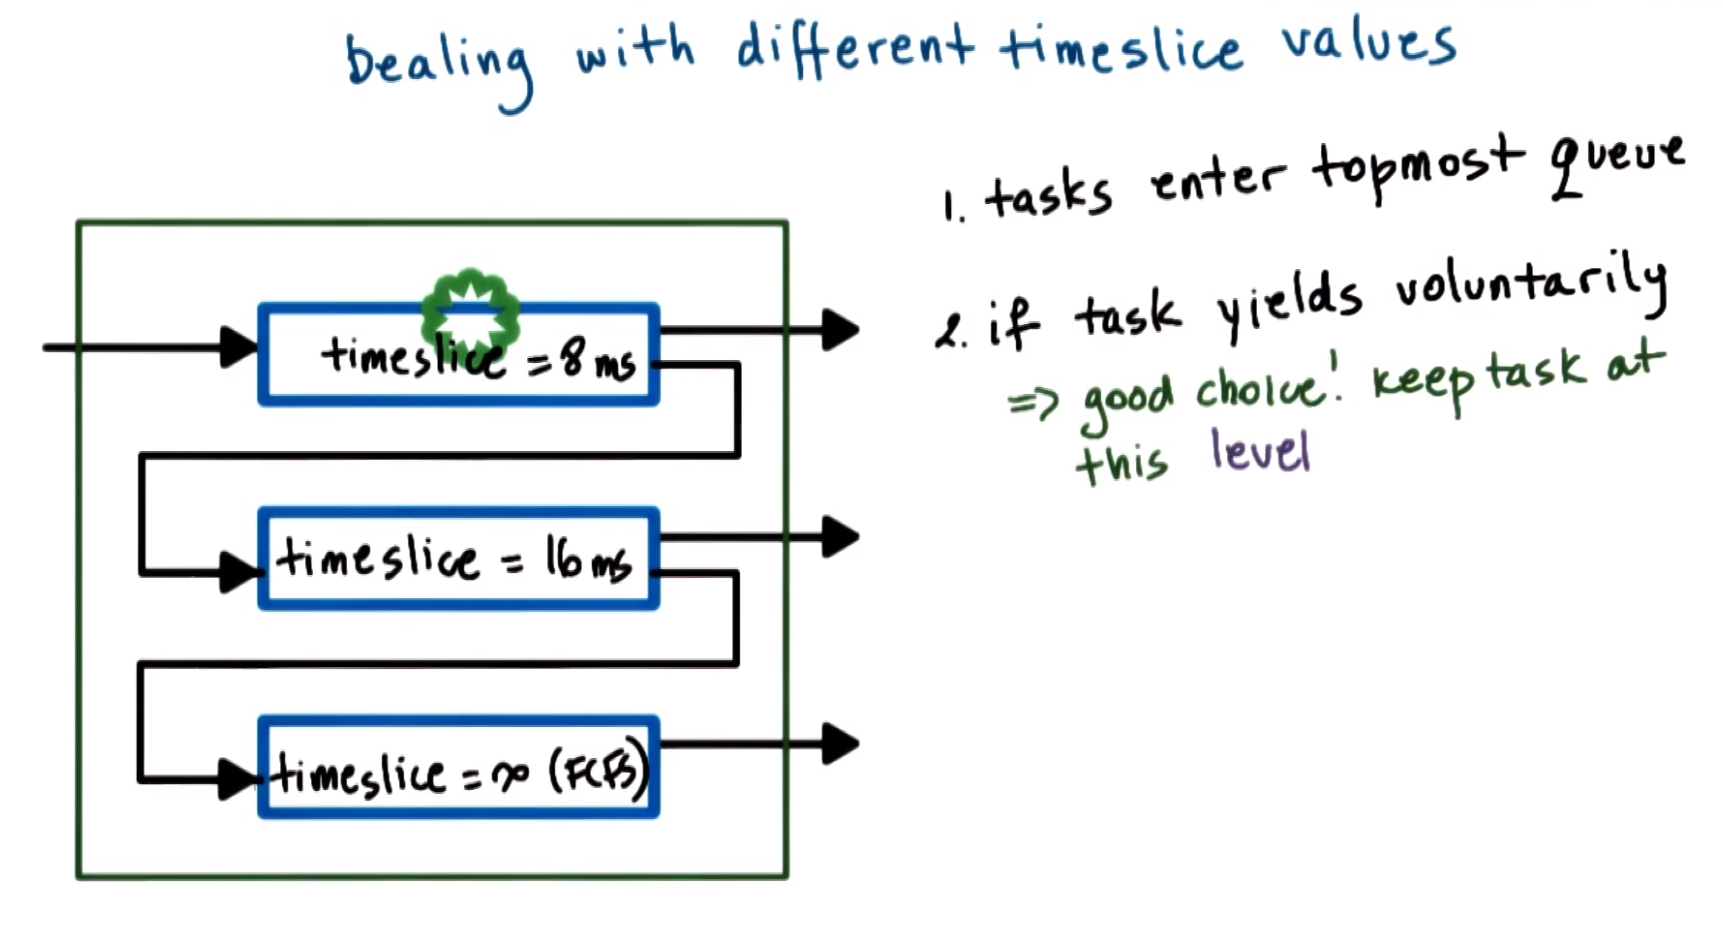 Dealing with different timeslice values
1. tasks enter topmost queue
2. if task yields voluntarily
=> good choice! keep task at
this level
timeslice = 8 ms
timeslice = 16 ms
timeslice = ∞ (FCFS)